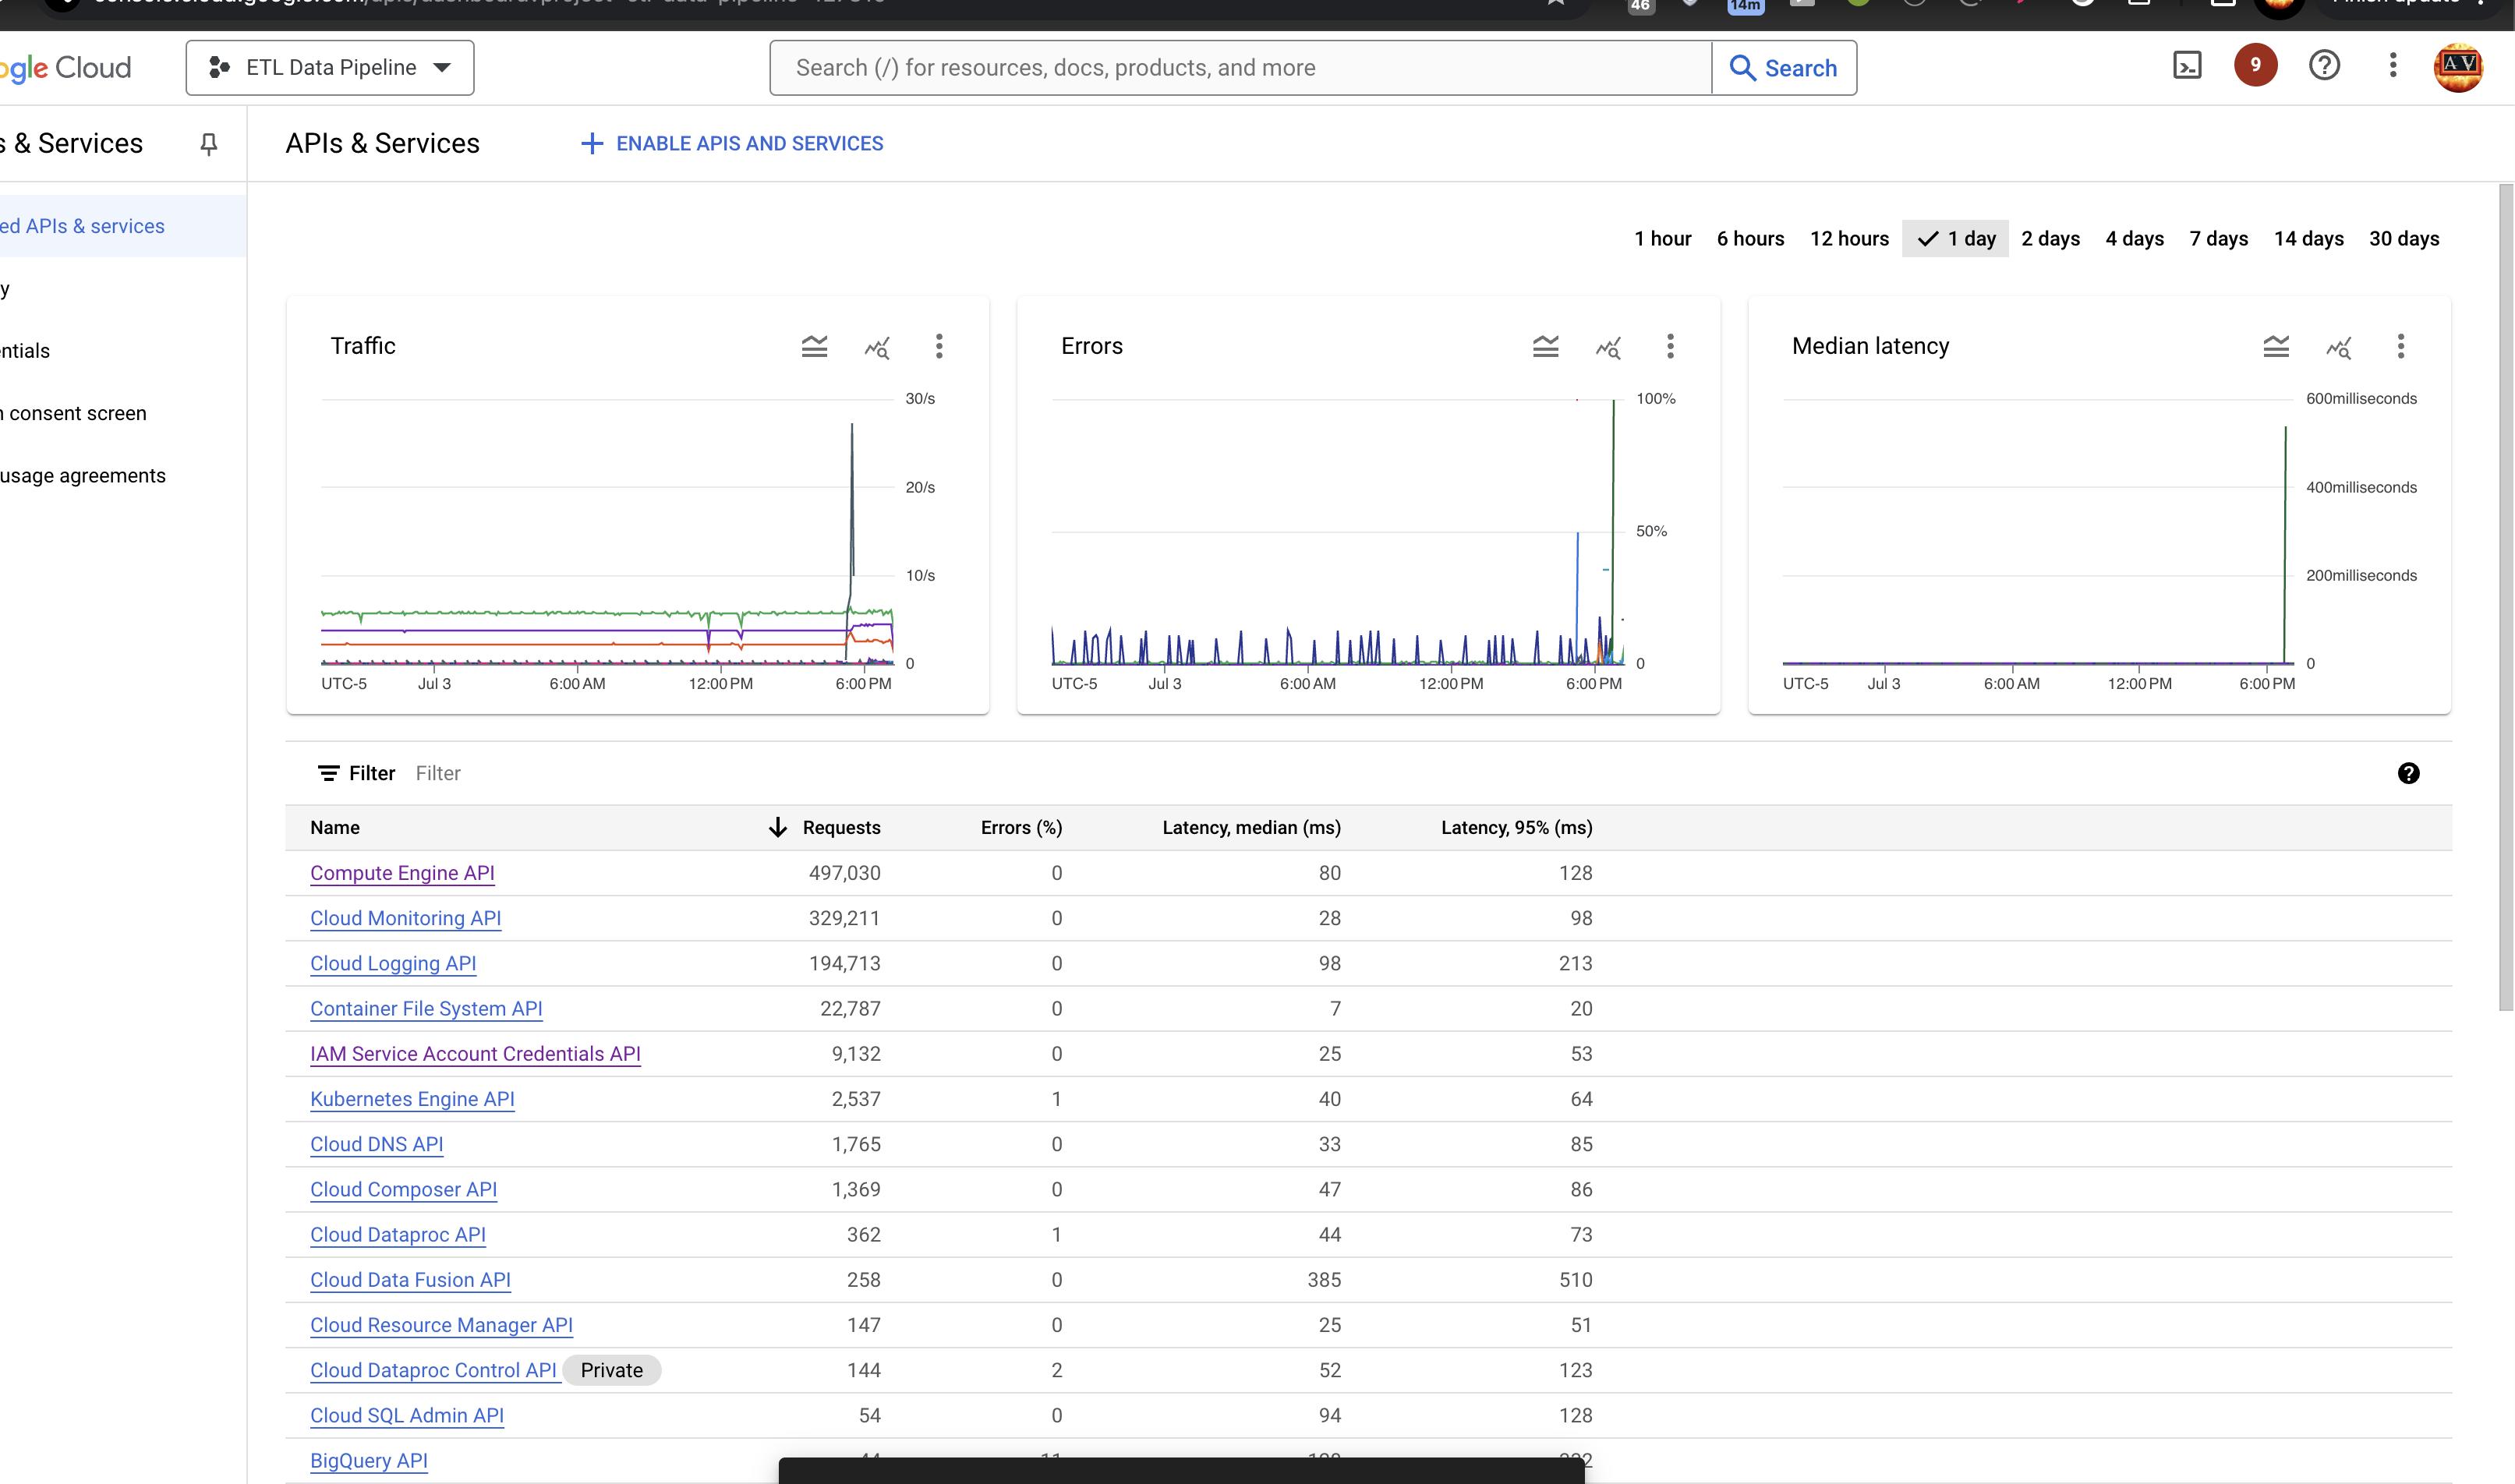 46
14m
ogle Cloud
ETL Data Pipeline
Search (/) for resources, docs, products, and more
Search
9
AV
s & Services
APIs & Services
ENABLE APIS AND SERVICES
ed APIs & services
y
entials
n consent screen
usage agreements
1 hour 6 hours 12 hours 1 day 2 days 4 days 7 days 14 days 30 days
Traffic
30/s
20/s
10/s
0
UTC-5 Jul 3 6:00 AM 12:00 PM 6:00 PM
Errors
100%
50%
0
UTC-5 Jul 3 6:00 AM 12:00 PM 6:00 PM
Median latency
600milliseconds
400milliseconds
200milliseconds
0
UTC-5 Jul 3 6:00 AM 12:00 PM 6:00 PM
Filter Filter
Name Requests Errors (%) Latency, median (ms) Latency, 95% (ms)
Compute Engine API 497,030 0 80 128
Cloud Monitoring API 329,211 0 28 98
Cloud Logging API 194,713 0 98 213
Container File System API 22,787 0 7 20
IAM Service Account Credentials API 9,132 0 25 53
Kubernetes Engine API 2,537 1 40 64
Cloud DNS API 1,765 0 33 85
Cloud Composer API 1,369 0 47 86
Cloud Dataproc API 362 1 44 73
Cloud Data Fusion API 258 0 385 510
Cloud Resource Manager API 147 0 25 51
Cloud Dataproc Control API Private 144 2 52 123
Cloud SQL Admin API 54 0 94 128
BigQuery API